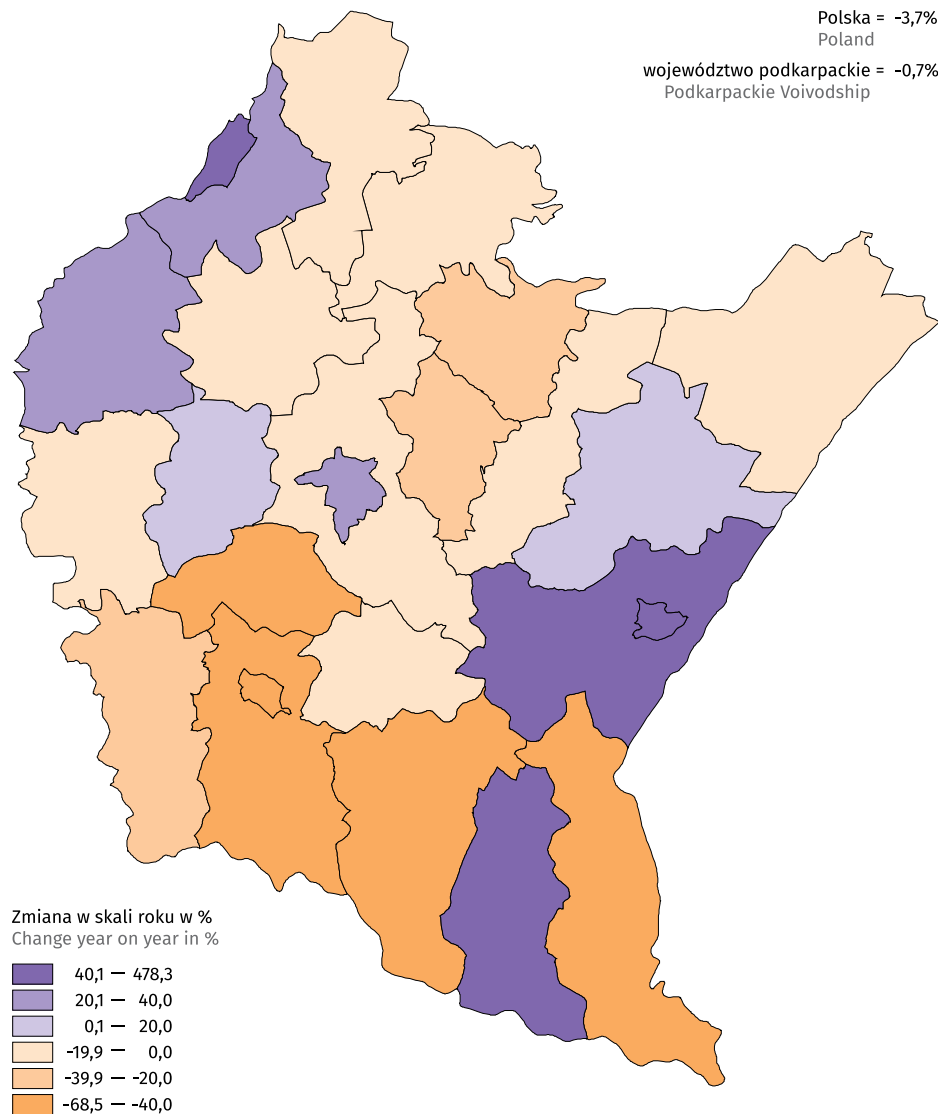 Polska = -3,7%
Poland
województwo podkarpackie = -0,7%
Podkarpackie Voivodship
Zmiana w skali roku w %
Change year on year in %
40,1 — 478,3
20,1 — 40,0
0,1 — 20,0
-19,9 — 0,0
-39,9 — -20,0
-68,5 — -40,0